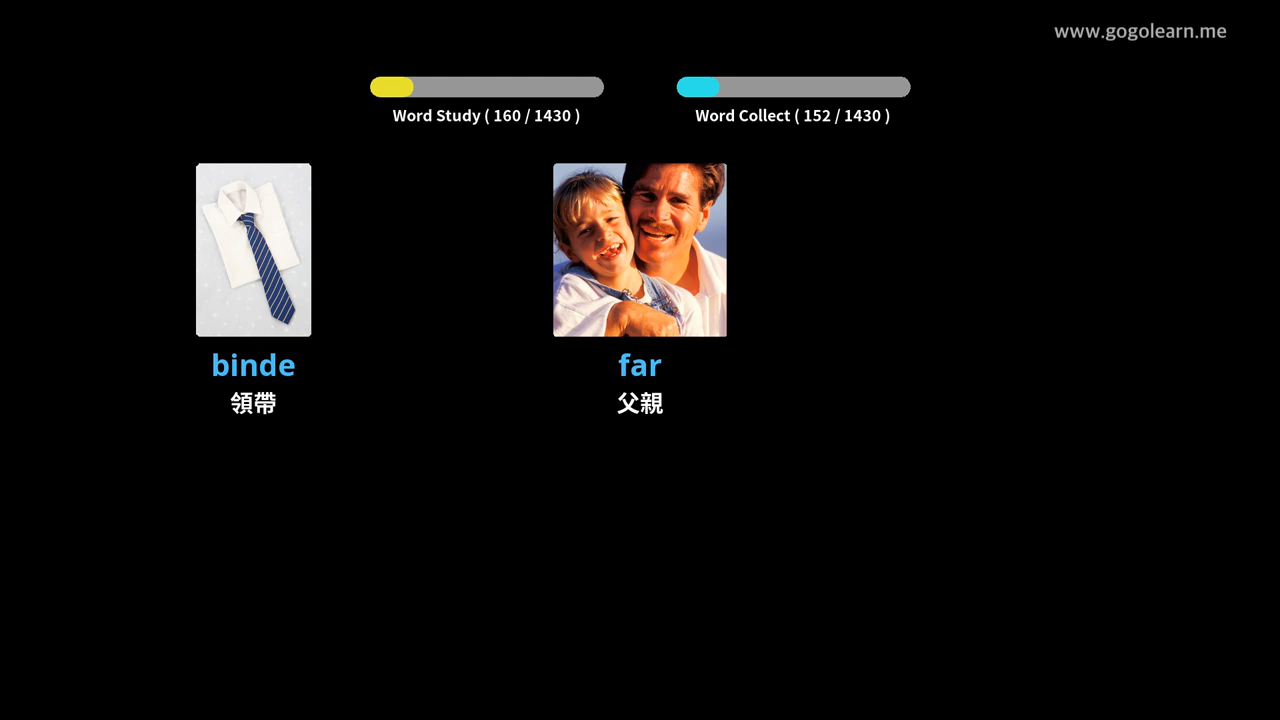 www.gogolearn.me
Word Study ( 160 / 1430 )
Word Collect ( 152 / 1430 )
binde
領帶
far
父親